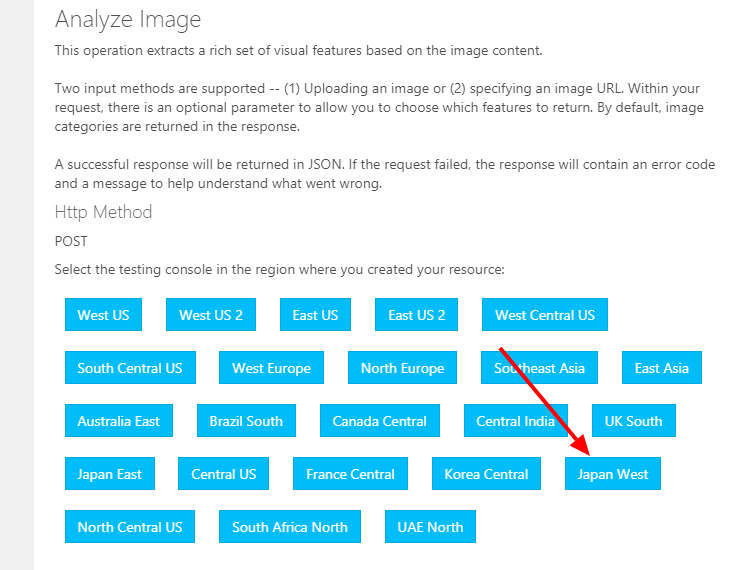 Analyze Image
This operation extracts a rich set of visual features based on the image content.
Two input methods are supported -- (1) Uploading an image or (2) specifying an image URL. Within your
request, there is an optional parameter to allow you to choose which features to return. By default, image
categories are returned in the response.
A successful response will be returned in JSON. If the request failed, the response will contain an error code
and a message to help understand what went wrong.
Http Method
POST
Select the testing console in the region where you created your resource:
West US West US 2 East US East US 2 West Central US
South Central US West Europe North Europe Southeast Asia East Asia
Australia East Brazil South Canada Central Central India UK South
Japan East Central US France Central Korea Central Japan West
North Central US South Africa North UAE North